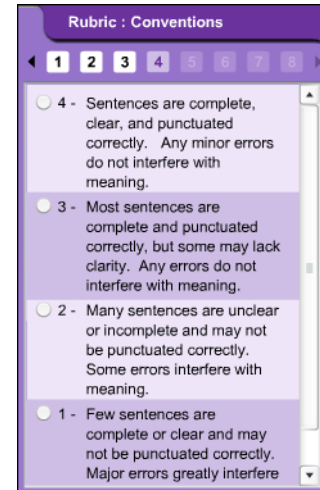 Rubric : Conventions
1 2 3 4 5 6 7 8
4 - Sentences are complete,
clear, and punctuated
correctly. Any minor errors
do not interfere with
meaning.
3 - Most sentences are
complete and punctuated
correctly, but some may lack
clarity. Any errors do not
interfere with meaning.
2 - Many sentences are unclear
or incomplete and may not
be punctuated correctly.
Some errors interfere with
meaning.
1 - Few sentences are
complete or clear and may
not be punctuated correctly.
Major errors greatly interfere